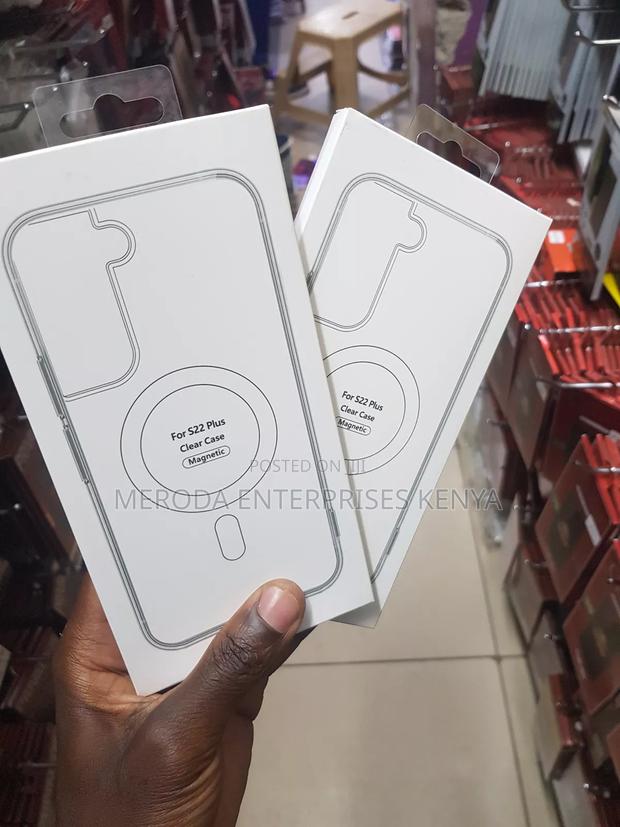 For S22 Plus
Clear Case
Magnetic
For S22 Plus
Clear Case
Magnetic
POSTED ON
MERODA ENTERPRISES KENYA